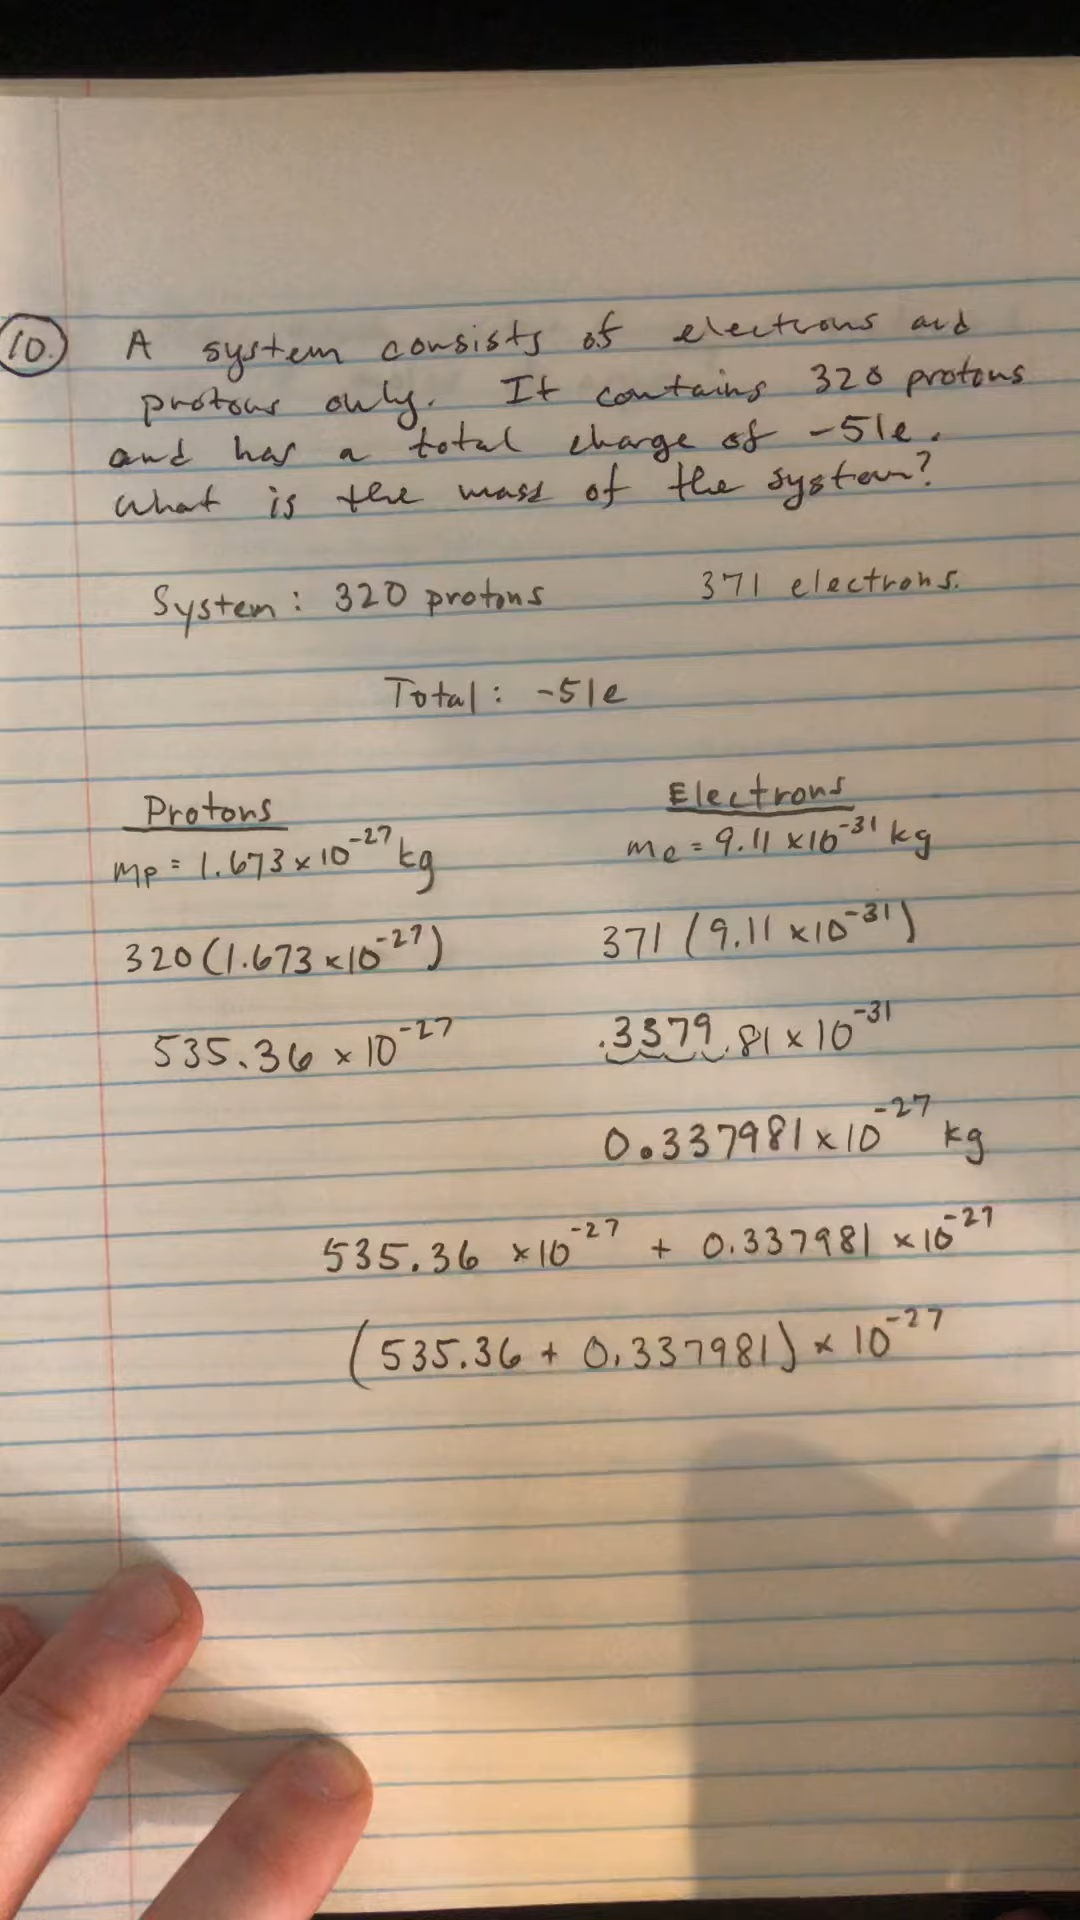 10. A system consists of electrons and
protons only. It contains 320 protons
and has a total charge of -51e.
What is the mass of the system?
System: 320 protons 371 electrons.
Total: -51e
Protons Electrons
mp = 1.673 x 10^-27 kg me = 9.11 x 10^-31 kg
320 (1.673 x 10^-27) 371 (9.11 x 10^-31)
535.36 x 10^-27 .3379.81 x 10^-31
0.337981 x 10^-27 kg
535.36 x 10^-27 + 0.337981 x 10^-27
(535.36 + 0.337981) x 10^-27